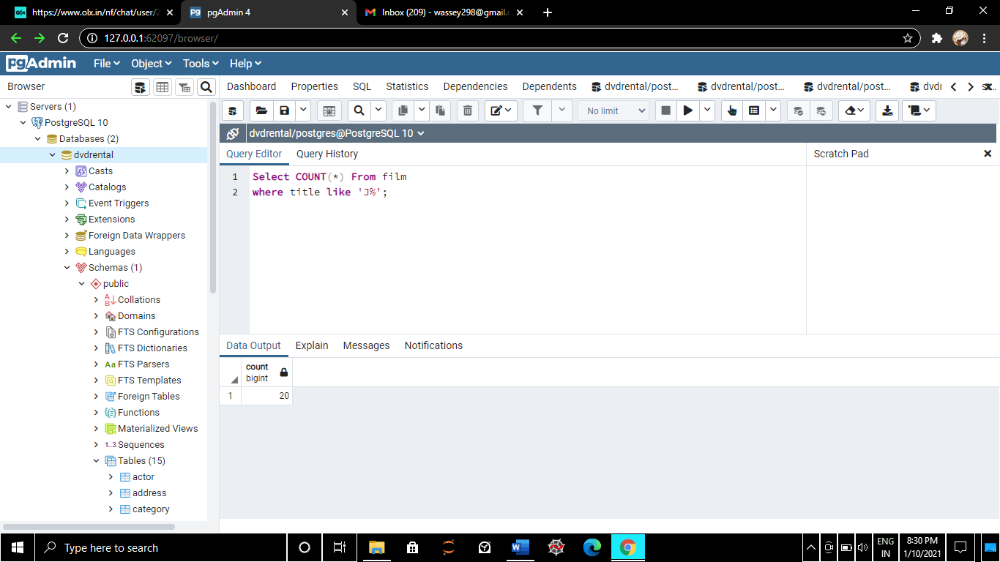 https://www.olx.in/nf/chat/user/2
pgAdmin 4
Inbox (209) - wassey298@gmail.c
127.0.0.1:62097/browser/
pgAdmin File Object Tools Help
Browser
Dashboard Properties SQL Statistics Dependencies Dependents dvdrental/post... dvdrental/post... dvdrental/post... dvdr s...
No limit
dvdrental/postgres@PostgreSQL 10
Query Editor Query History
Scratch Pad
1 Select COUNT(*) From film
2 where title like 'J%';
Data Output Explain Messages Notifications
count
bigint
1 20
Servers (1)
PostgreSQL 10
Databases (2)
dvdrental
Casts
Catalogs
Event Triggers
Extensions
Foreign Data Wrappers
Languages
Schemas (1)
public
Collations
Domains
FTS Configurations
FTS Dictionaries
Aa FTS Parsers
FTS Templates
Foreign Tables
Functions
Materialized Views
1..3 Sequences
Tables (15)
actor
address
category
Type here to search
ENG
IN
8:30 PM
1/10/2021